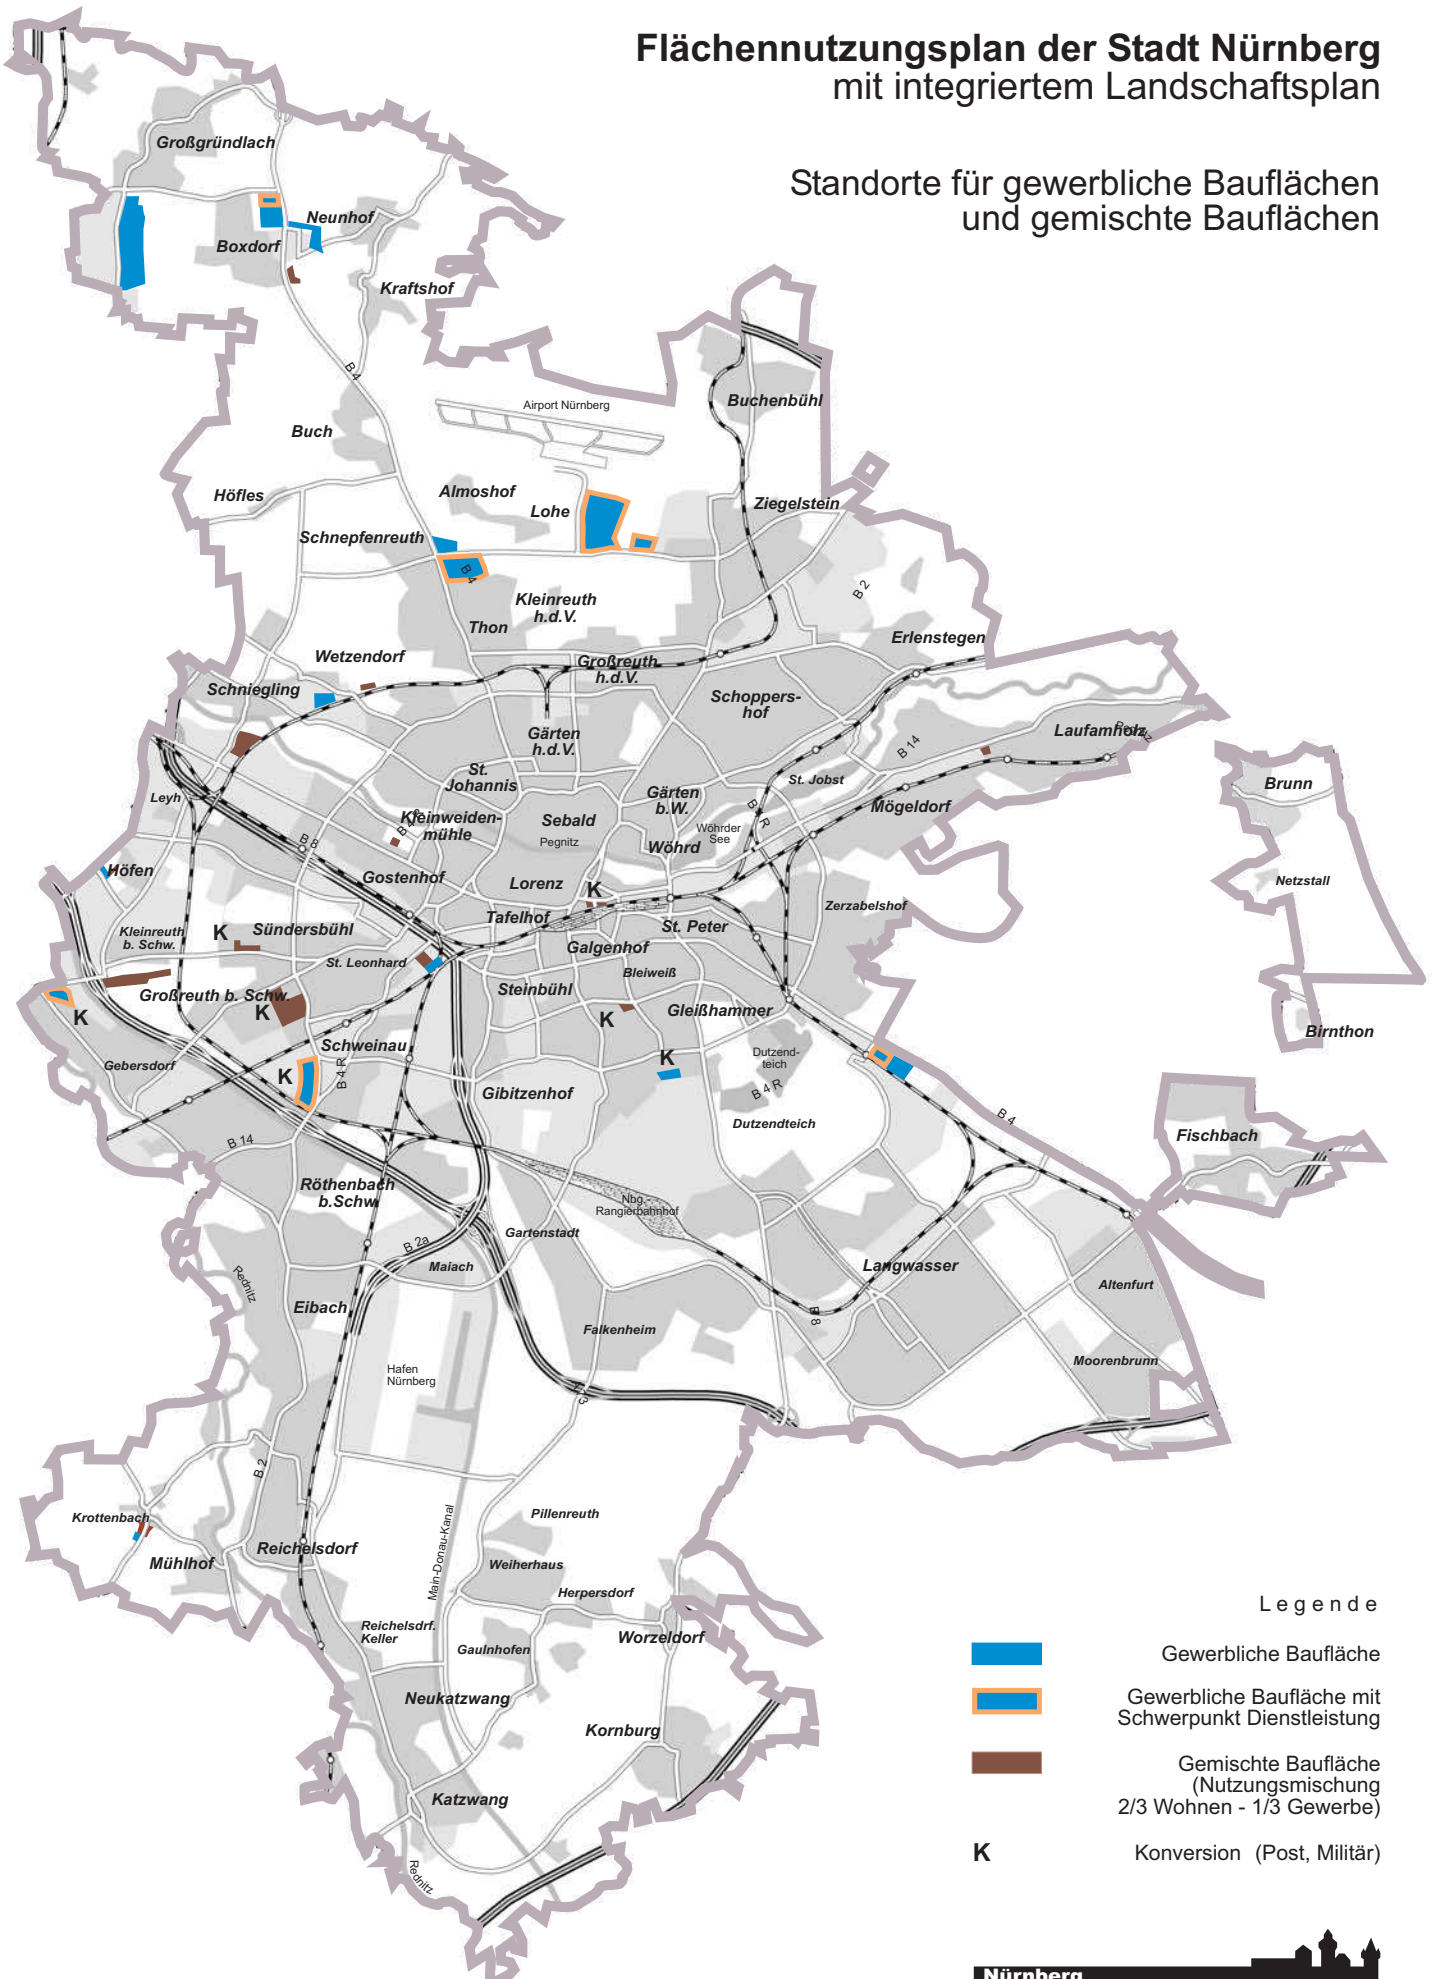 Flächennutzungsplan der Stadt Nürnberg
mit integriertem Landschaftsplan
Standorte für gewerbliche Bauflächen
und gemischte Bauflächen
Großgründlach
Neunhof
Boxdorf
Kraftshof
B 4
Airport Nürnberg
Buchenbühl
Buch
Höfles
Almoshof
Lohe
Ziegelstein
Schnepfenreuth
B 4
B 2
Kleinreuth
h.d.V.
Thon
Erlenstegen
Wetzendorf
Großreuth
h.d.V.
Schniegling
Schoppers-
hof
Laufamholz
Pegnitz
Gärten
h.d.V.
B 14
St.
Johannis
St. Jobst
Brunn
Leyh
Gärten
b.W.
Mögeldorf
Kleinweiden-
mühle
B 4 R
Sebald
Pegnitz
Wöhrder
See
B 4 R
B 8
Wöhrd
Höfen
Gostenhof
Lorenz
K
Netzstall
Zerzabelshof
Tafelhof
St. Peter
Kleinreuth
b. Schw.
K
Sündersbühl
Galgenhof
St. Leonhard
Bleiweiß
Steinbühl
Großreuth b. Schw.
K
K
K
Gleißhammer
Birnthon
Schweinau
Dutzend-
teich
K
Gebersdorf
K
B 4 R
Gibitzenhof
B 4 R
Dutzendteich
B 4
Fischbach
B 14
Röthenbach
b.Schw.
Nbg.-
Rangierbahnhof
Gartenstadt
B 2a
Maiach
Langwasser
Rednitz
Altenfurt
Eibach
B 8
Falkenheim
Moorenbrunn
Hafen
Nürnberg
B 2
Krottenbach
Pillenreuth
Main-Donau-Kanal
Reichelsdorf
Mühlhof
Weiherhaus
Herpersdorf
Reichelsdrf.
Keller
Worzeldorf
Gaulnhofen
Neukatzwang
Kornburg
Katzwang
Rednitz
Legende
Gewerbliche Baufläche
Gewerbliche Baufläche mit
Schwerpunkt Dienstleistung
Gemischte Baufläche
(Nutzungsmischung
2/3 Wohnen - 1/3 Gewerbe)
K Konversion (Post, Militär)
Nürnberg